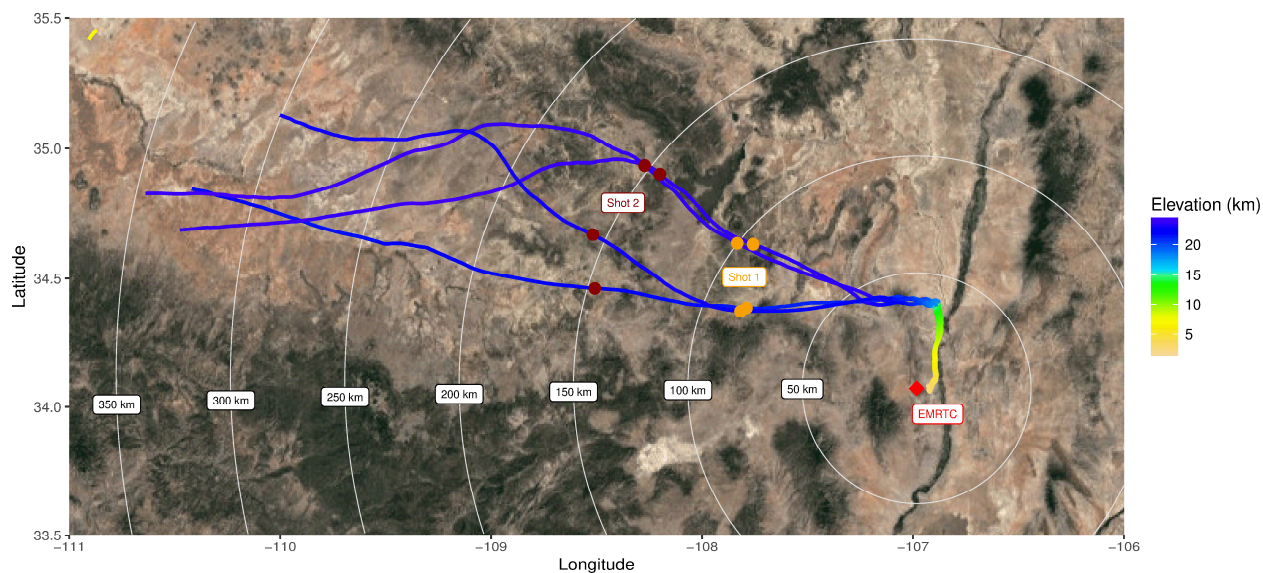 35.5
35.0
34.5
34.0
33.5
Latitude
Shot 2
Shot 1
350 km
300 km
250 km
200 km
150 km
100 km
50 km
EMRTC
−111
−110
−109
−108
−107
−106
Longitude
Elevation (km)
20
15
10
5